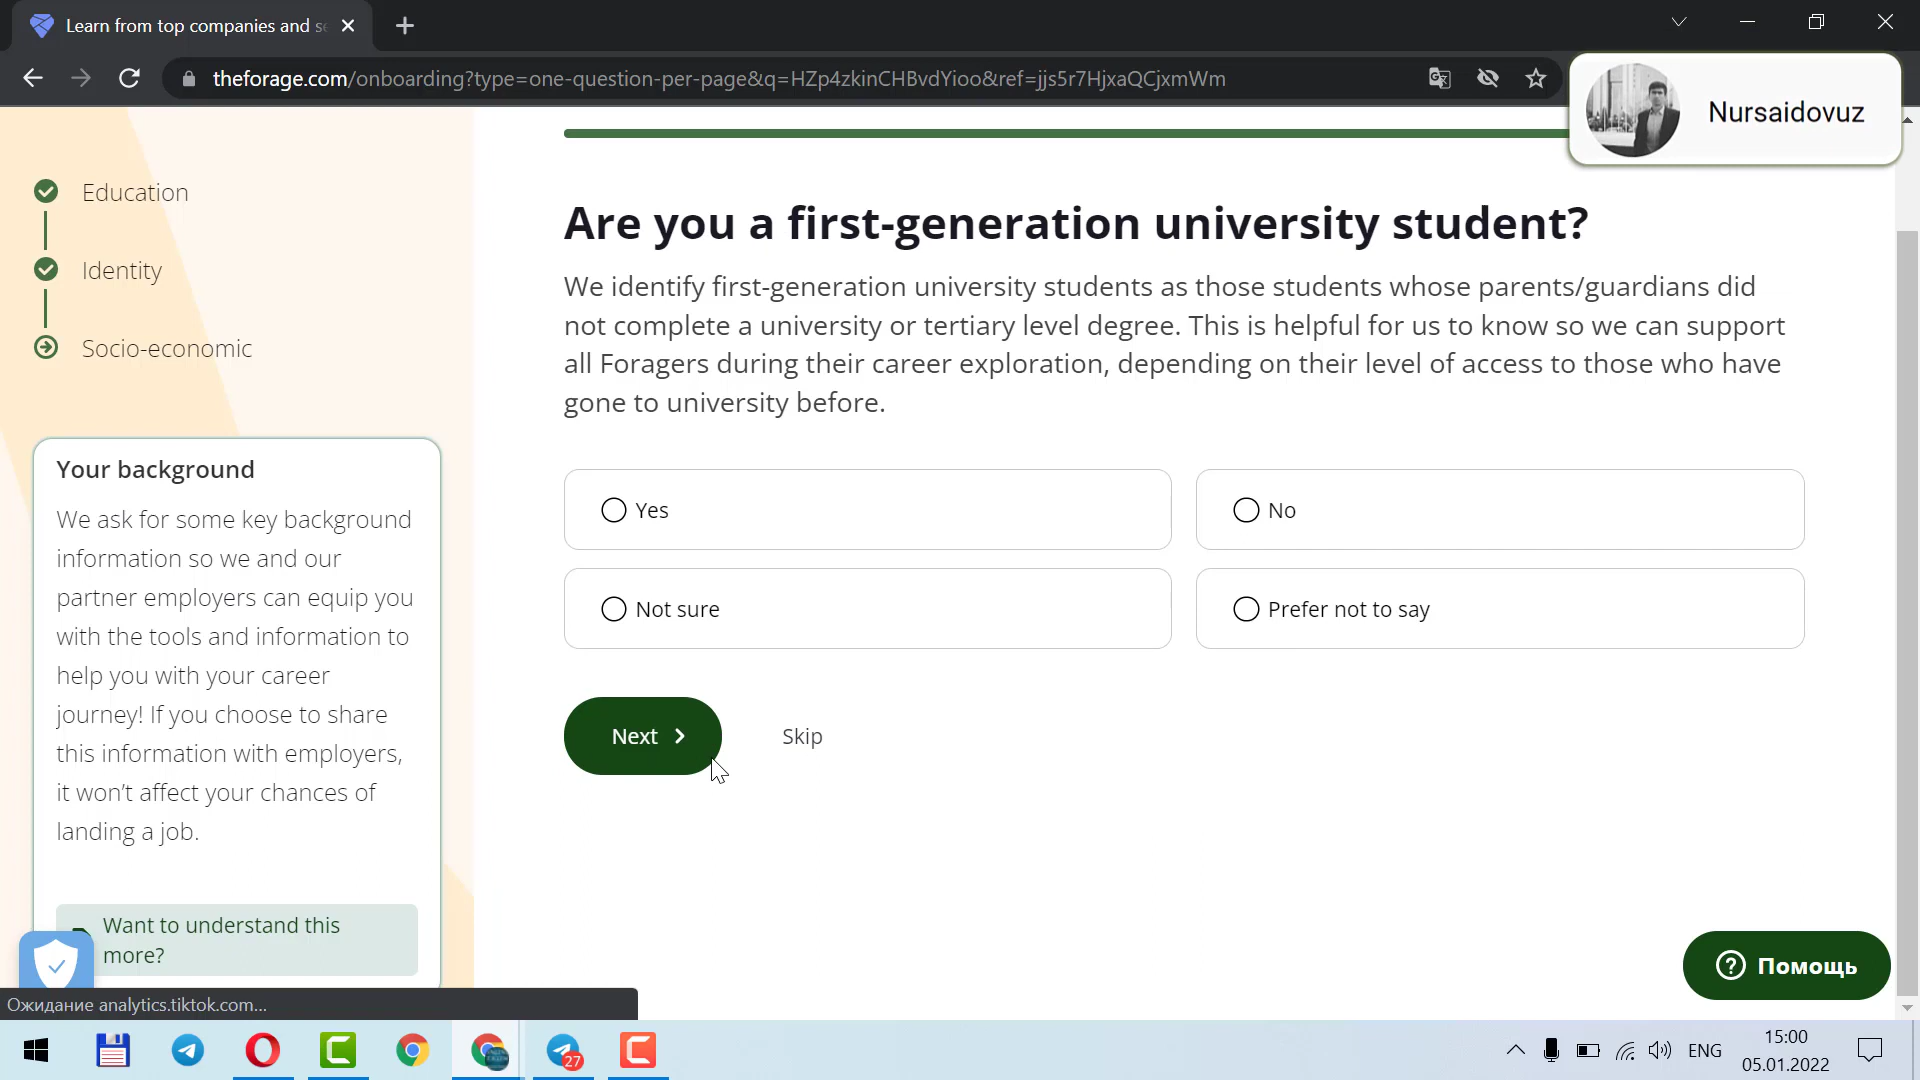 Learn from top companies and se
theforage.com/onboarding?type=one-question-per-page&q=HZp4zkinCHBvdYioo&ref=jjs5r7HjxaQCjxmWm
Nursaidovuz
Education
Identity
Socio-economic
Your background
We ask for some key background
information so we and our
partner employers can equip you
with the tools and information to
help you with your career
journey! If you choose to share
this information with employers,
it won’t affect your chances of
landing a job.
Want to understand this
more?
Are you a first-generation university student?
We identify first-generation university students as those students whose parents/guardians did
not complete a university or tertiary level degree. This is helpful for us to know so we can support
all Foragers during their career exploration, depending on their level of access to those who have
gone to university before.
Yes
No
Not sure
Prefer not to say
Next
Skip
Помощь
Ожидание analytics.tiktok.com...
27
ENG
15:00
05.01.2022